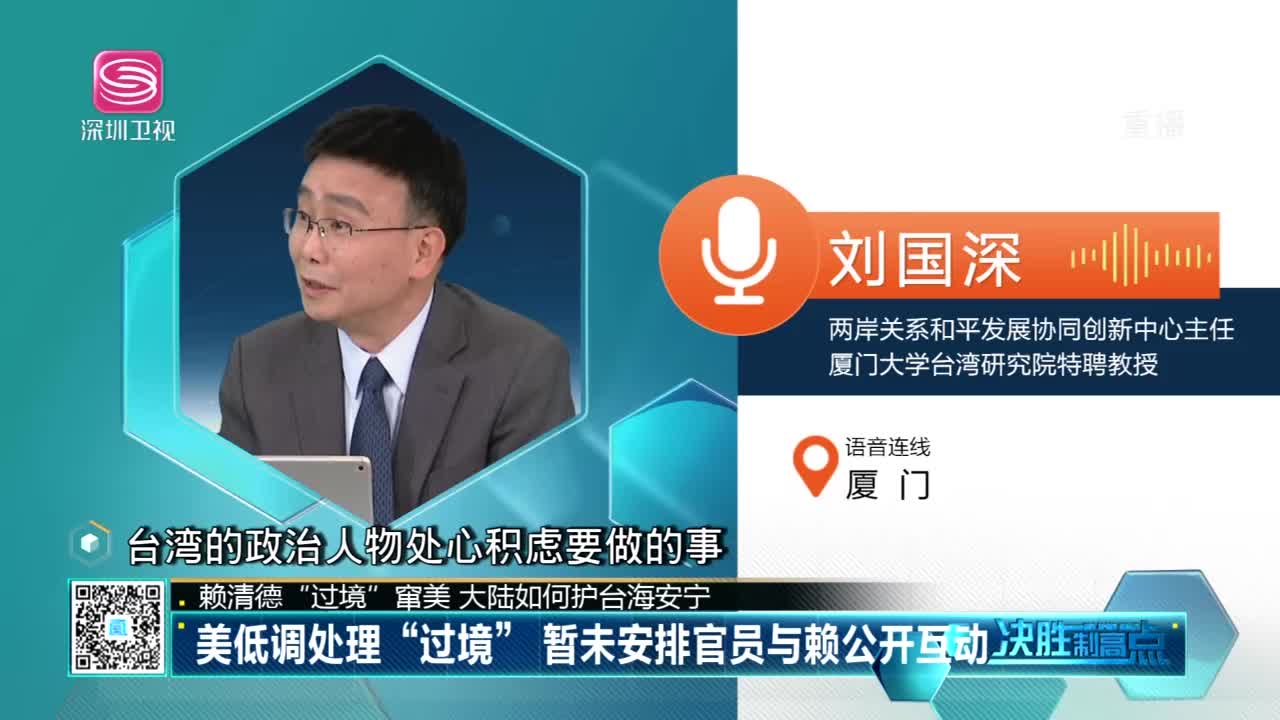 深圳卫视
重播
刘国深
两岸关系和平发展协同创新中心主任
厦门大学台湾研究院特聘教授
语音连线
厦 门
台湾的政治人物处心积虑要做的事
赖清德“过境”窜美 大陆如何护台海安宁
美低调处理“过境” 暂未安排官员与赖公开互动
决胜制高点